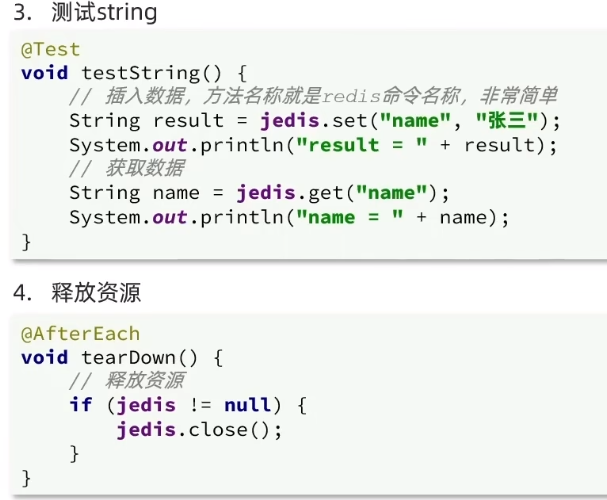 3. 测试string
@Test
void testString() {
    // 插入数据，方法名称就是redis命令名称，非常简单
    String result = jedis.set("name", "张三");
    System.out.println("result = " + result);
    // 获取数据
    String name = jedis.get("name");
    System.out.println("name = " + name);
}
4. 释放资源
@AfterEach
void tearDown() {
    // 释放资源
    if (jedis != null) {
        jedis.close();
    }
}